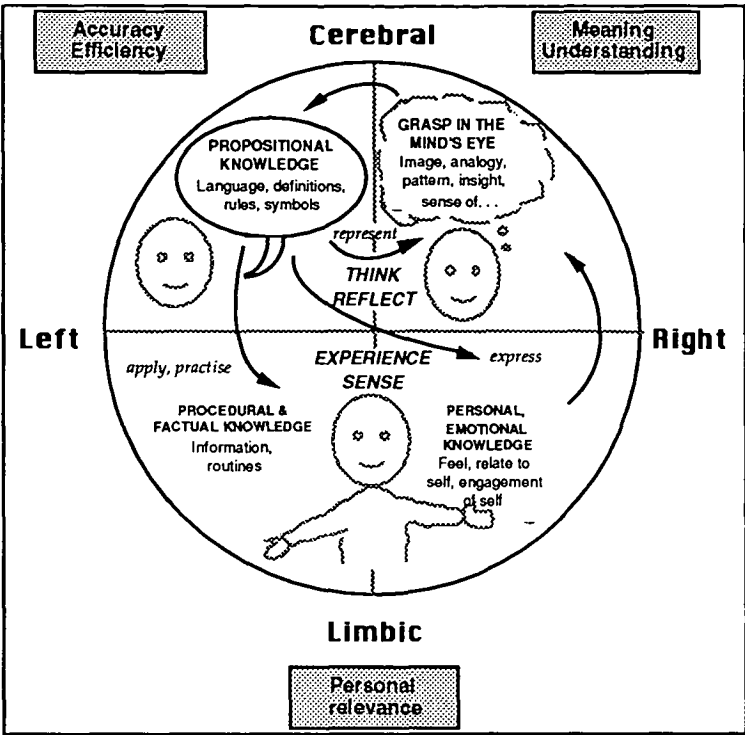 Accuracy
Efficiency
Cerebral
Meaning
Understanding
PROPOSITIONAL
KNOWLEDGE
Language, definitions,
rules, symbols
GRASP IN THE
MIND'S EYE
Image, analogy,
pattern, insight,
sense of. . .
represent
THINK
REFLECT
Left
Right
apply, practise
EXPERIENCE
SENSE
express
PROCEDURAL &
FACTUAL KNOWLEDGE
Information,
routines
PERSONAL,
EMOTIONAL
KNOWLEDGE
Feel, relate to
self, engagement
of self
Limbic
Personal
relevance